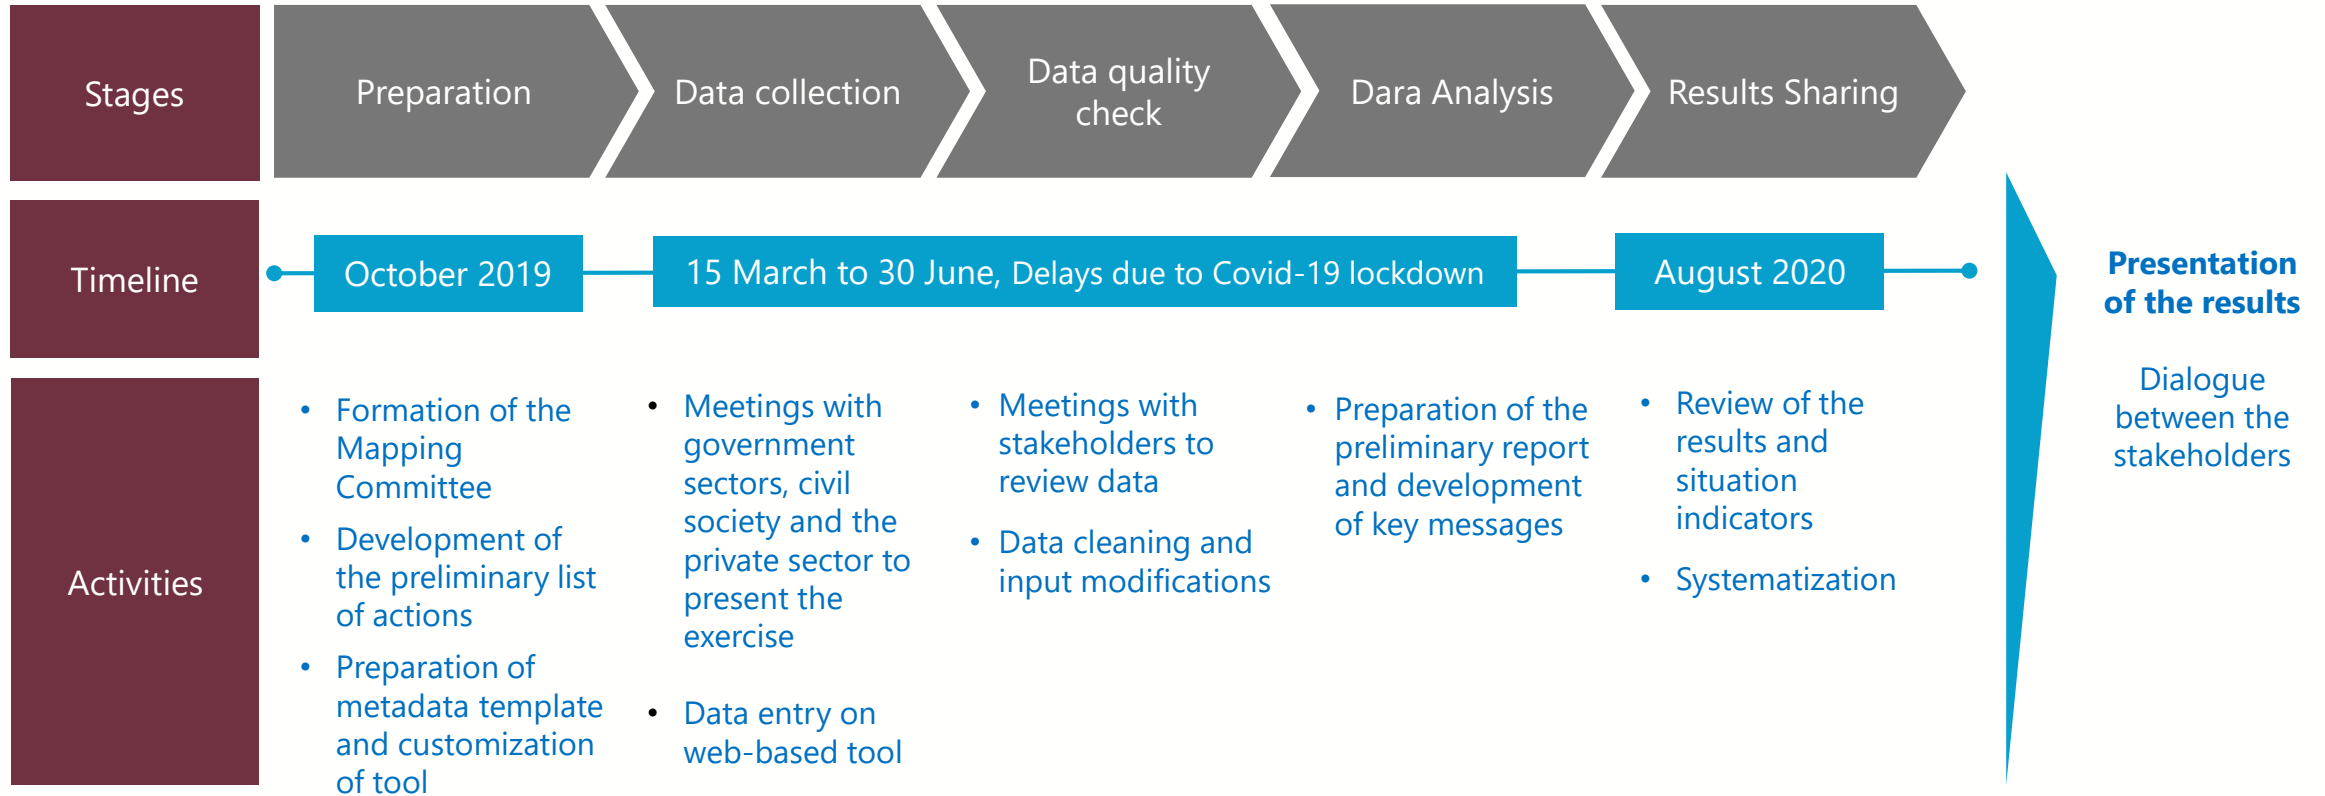 Stages
Preparation
Data collection
Data quality
check
Dara Analysis
Results Sharing
Timeline
October 2019
15 March to 30 June, Delays due to Covid-19 lockdown
August 2020
Presentation
of the results
Dialogue
between the
stakeholders
Activities
• Formation of the
Mapping
Committee
• Development of
the preliminary list
of actions
• Preparation of
metadata template
and customization
of tool
• Meetings with
government
sectors, civil
society and the
private sector to
present the
exercise
• Data entry on
web-based tool
• Meetings with
stakeholders to
review data
• Data cleaning and
input modifications
• Preparation of the
preliminary report
and development
of key messages
• Review of the
results and
situation
indicators
• Systematization